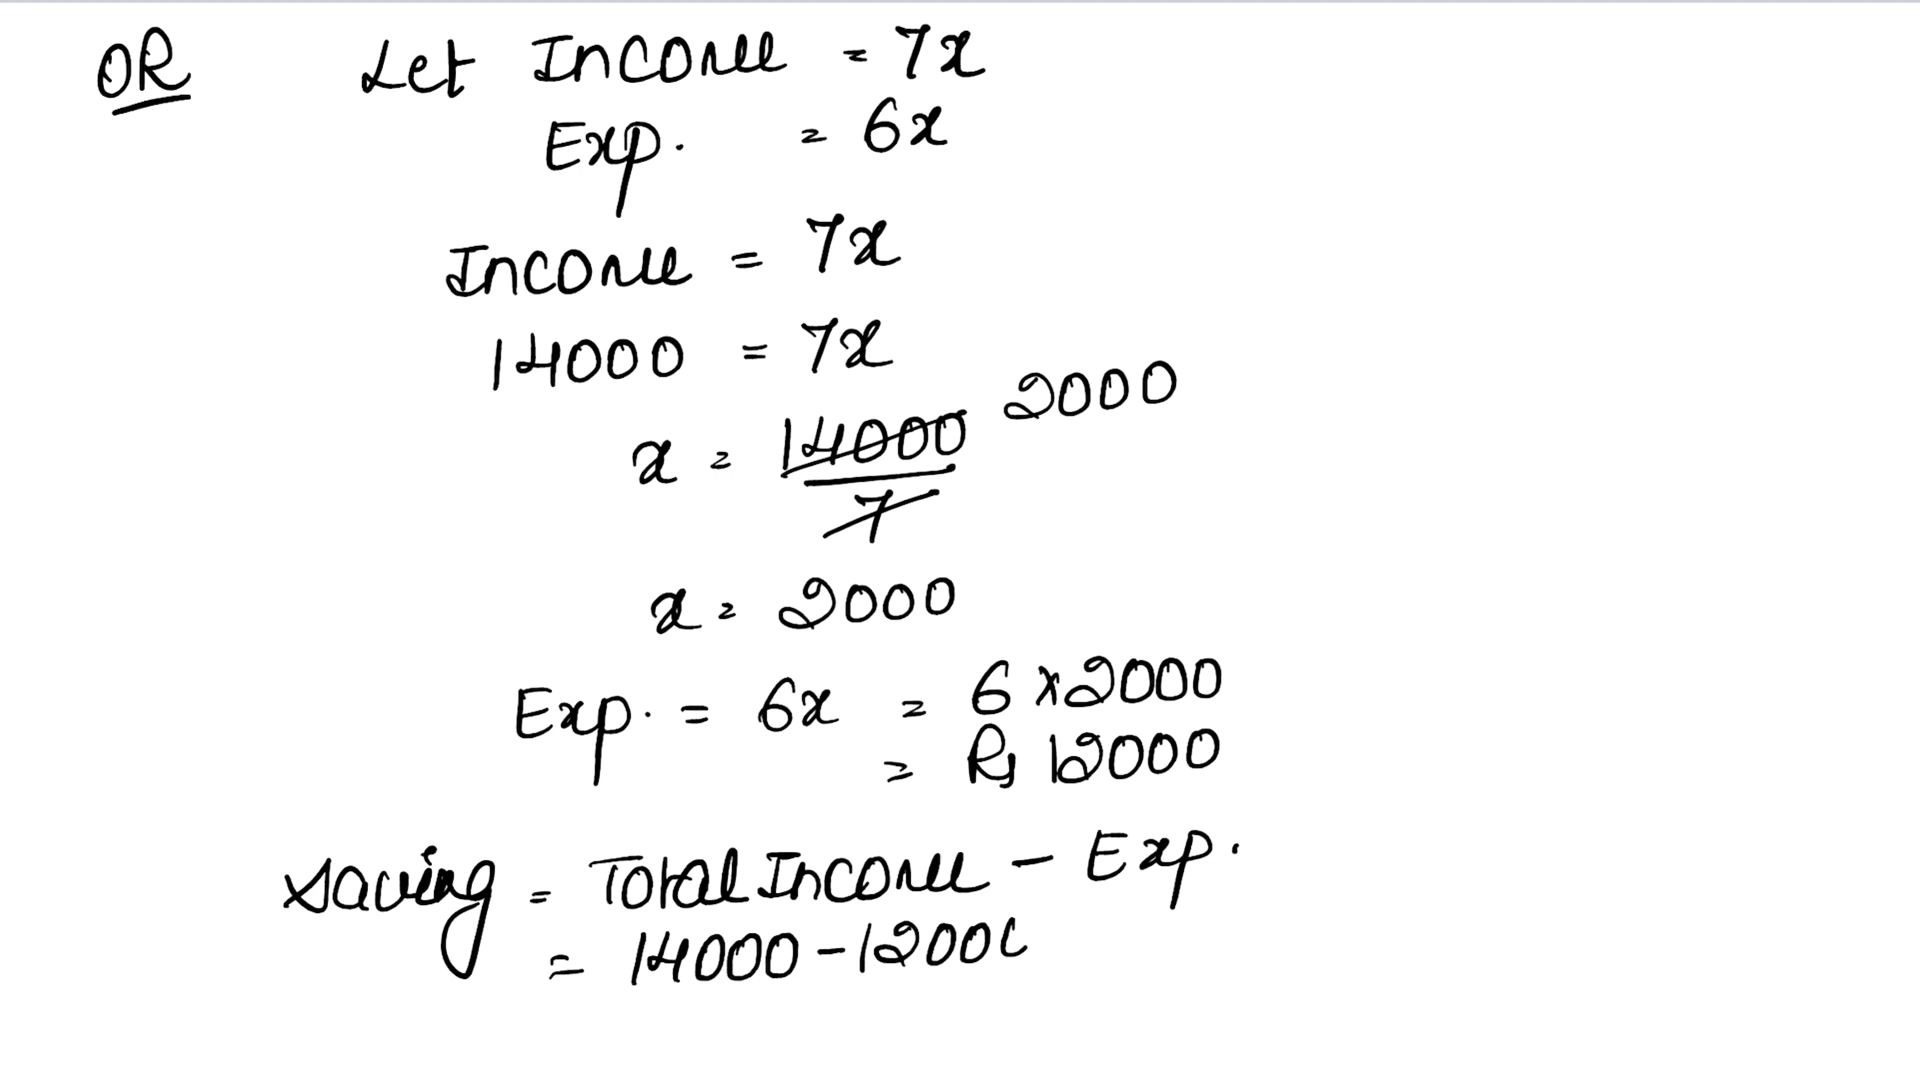 OR Let Income = 7x
Exp. = 6x
Income = 7x
14000 = 7x
x = 14000/7 2000
x = 2000
Exp. = 6x = 6 x 2000
= Rs 12000
Saving = Total Income - Exp.
= 14000 - 12000